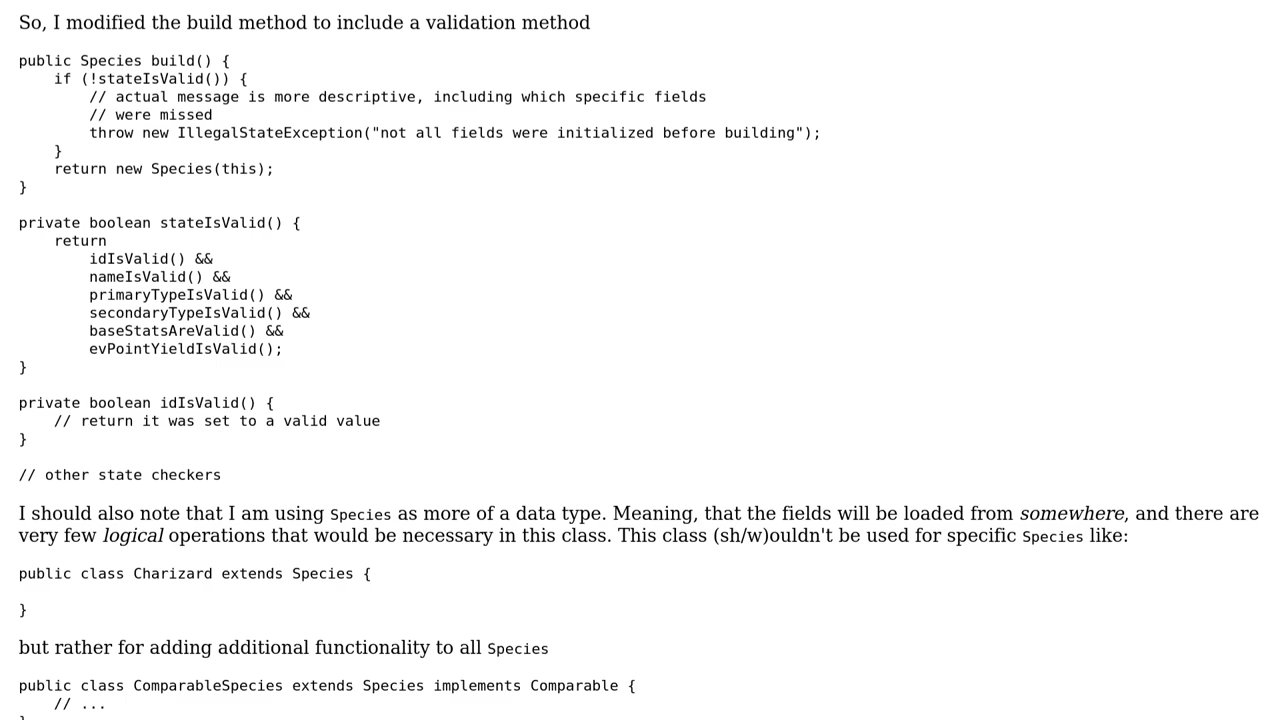 So, I modified the build method to include a validation method
public Species build() {
    if (!stateIsValid()) {
        // actual message is more descriptive, including which specific fields
        // were missed
        throw new IllegalStateException("not all fields were initialized before building");
    }
    return new Species(this);
}
private boolean stateIsValid() {
    return
        idIsValid() &&
        nameIsValid() &&
        primaryTypeIsValid() &&
        secondaryTypeIsValid() &&
        baseStatsAreValid() &&
        evPointYieldIsValid();
}
private boolean idIsValid() {
    // return it was set to a valid value
}
// other state checkers
I should also note that I am using Species as more of a data type. Meaning, that the fields will be loaded from somewhere, and there are
very few logical operations that would be necessary in this class. This class (sh/w)ouldn't be used for specific Species like:
public class Charizard extends Species {
}
but rather for adding additional functionality to all Species
public class ComparableSpecies extends Species implements Comparable {
    // ...
}